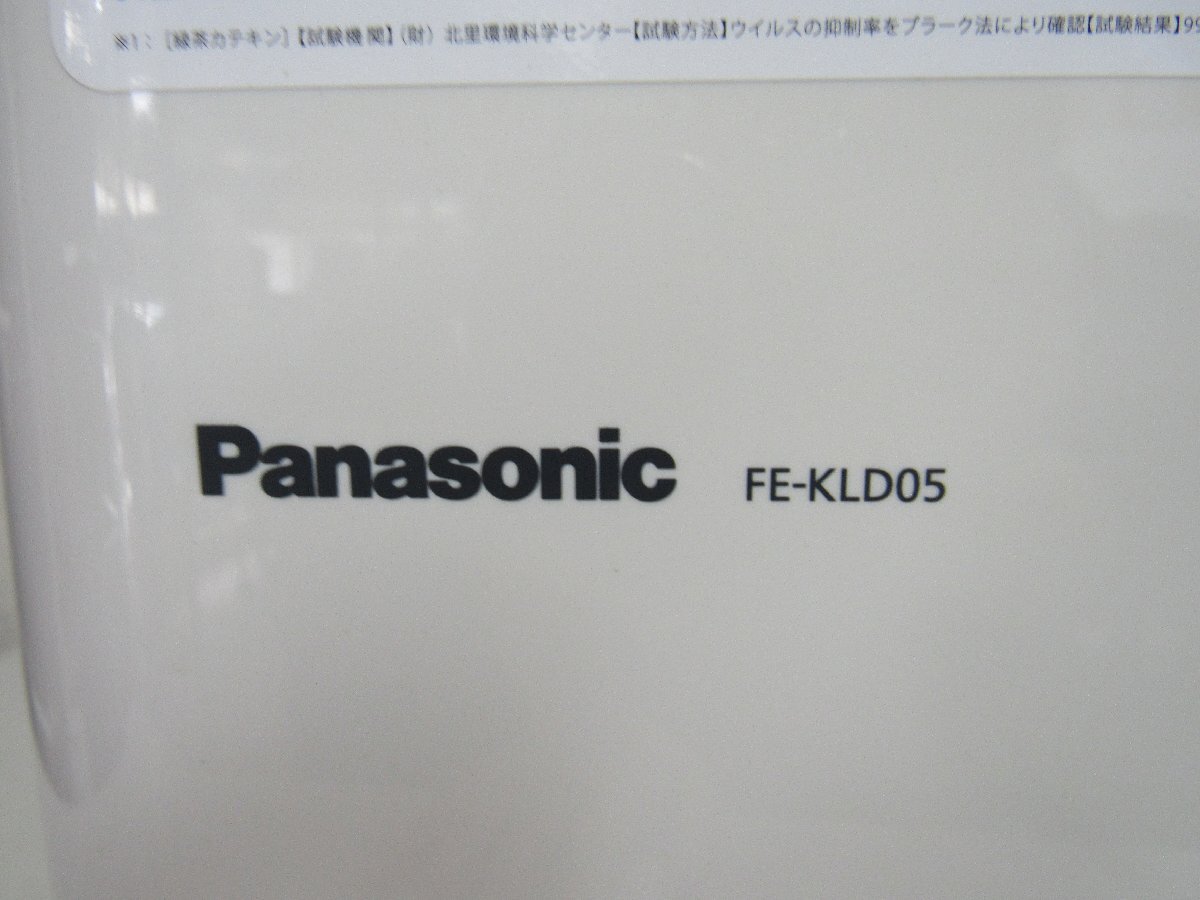 ※1：［緑茶カテキン］【試験機関】（財）北里環境科学センター【試験方法】ウイルスの抑制率をプラーク法により確認【試験結果】99
Panasonic FE-KLD05